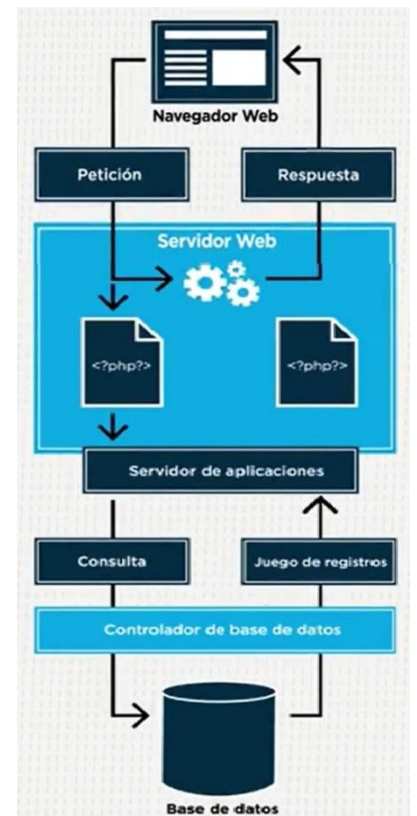 Navegador Web
Petición
Respuesta
Servidor Web
<?php?>
<?php?>
Servidor de aplicaciones
Consulta
Juego de registros
Controlador de base de datos
Base de datos